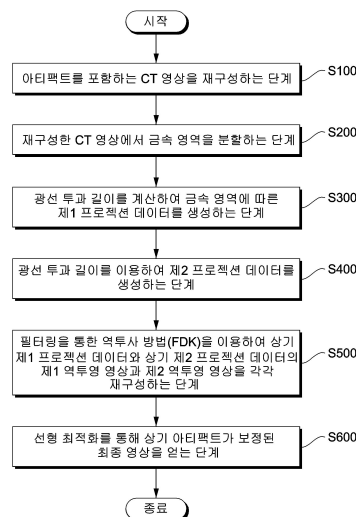 시작
아티팩트를 포함하는 CT 영상을 재구성하는 단계
S100
재구성한 CT 영상에서 금속 영역을 분할하는 단계
S200
광선 투과 길이를 계산하여 금속 영역에 따른
제1 프로젝션 데이터를 생성하는 단계
S300
광선 투과 길이를 이용하여 제2 프로젝션 데이터를
생성하는 단계
S400
필터링을 통한 역투사 방법(FDK)을 이용하여 상기
제1 프로젝션 데이터와 상기 제2 프로젝션 데이터의
제1 역투영 영상과 제2 역투영 영상을 각각
재구성하는 단계
S500
선형 최적화를 통해 상기 아티팩트가 보정된
최종 영상을 얻는 단계
S600
종료